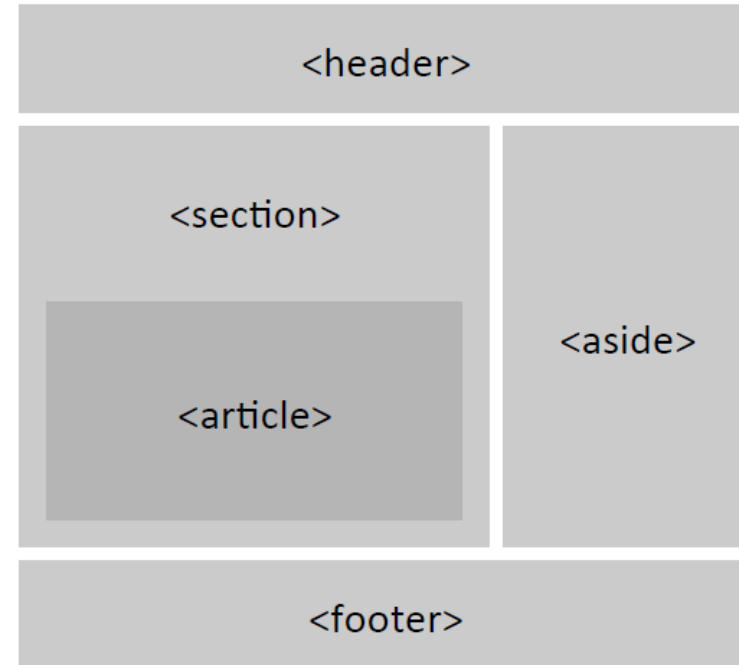 <header>
<section>
<article>
<aside>
<footer>